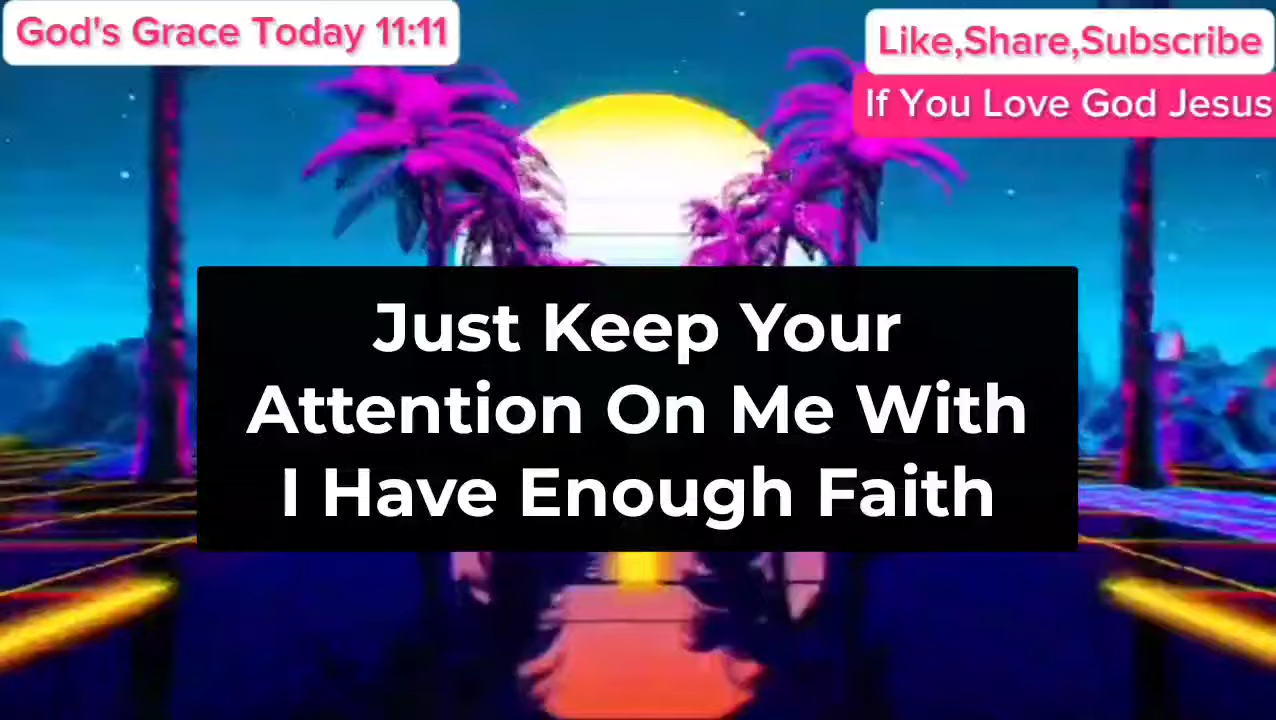 God's Grace Today 11:11
Like,Share,Subscribe
If You Love God Jesus
Just Keep Your
Attention On Me With
I Have Enough Faith